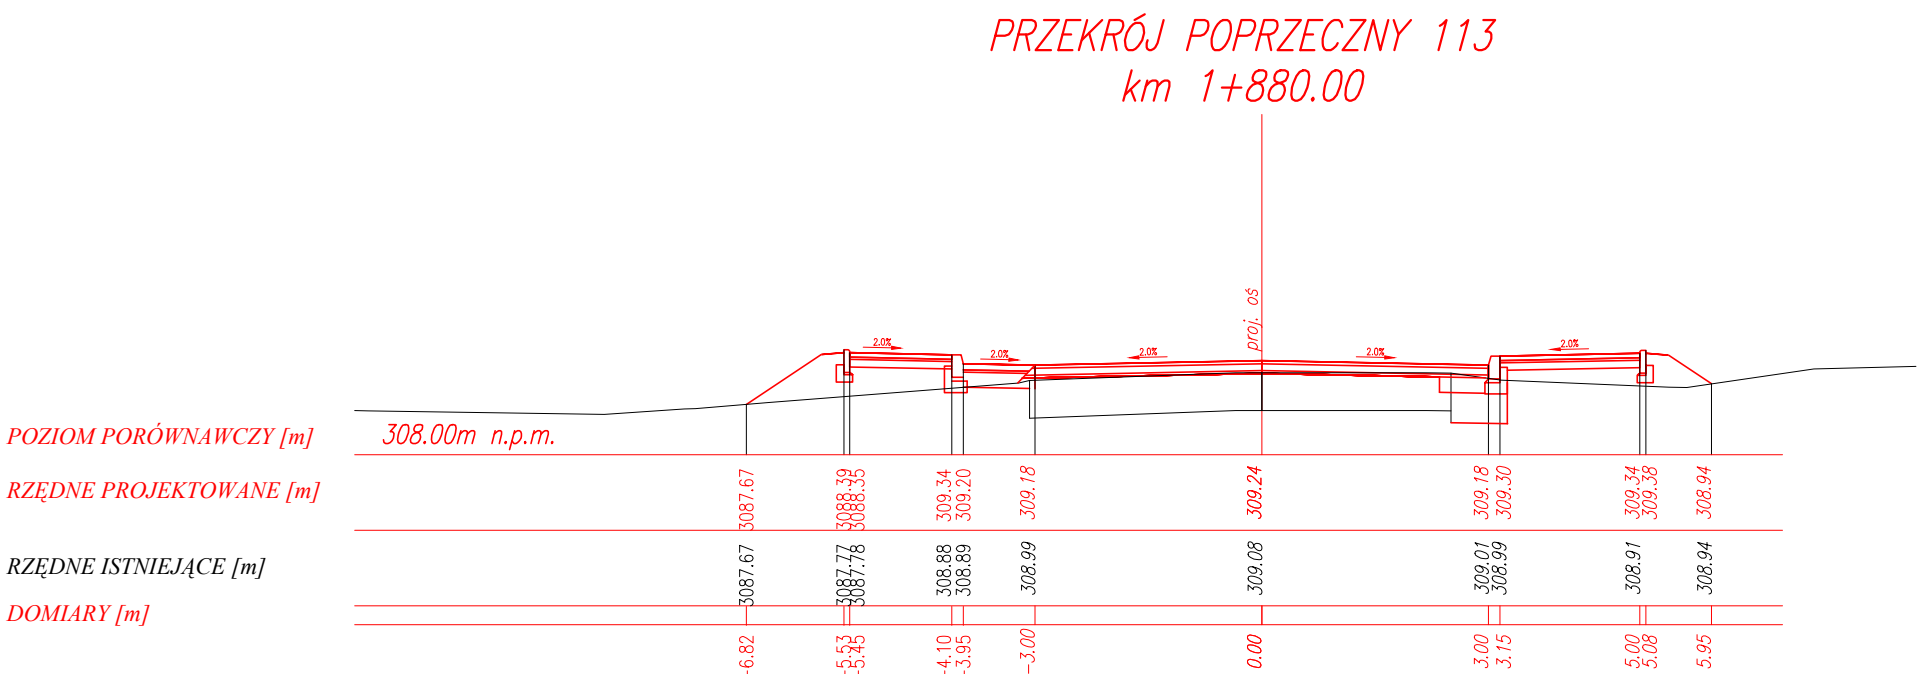 PRZEKRÓJ POPRZECZNY 113
km 1+880.00
proj. oś
2.0% 2.0% 2.0% 2.0% 2.0%
POZIOM PORÓWNAWCZY [m] 308.00m n.p.m.
RZĘDNE PROJEKTOWANE [m] 3087.67 3088.39 3088.35 309.34 309.20 309.18 309.24 309.18 309.30 309.34 309.38 308.94
RZĘDNE ISTNIEJĄCE [m] 3087.67 3087.77 3087.78 308.88 308.89 308.99 309.08 309.01 308.99 308.91 308.94
DOMIARY [m]
-6.82 -5.53 -5.45 -4.10 -3.95 -3.00 0.00 3.00 3.15 5.00 5.08 5.95